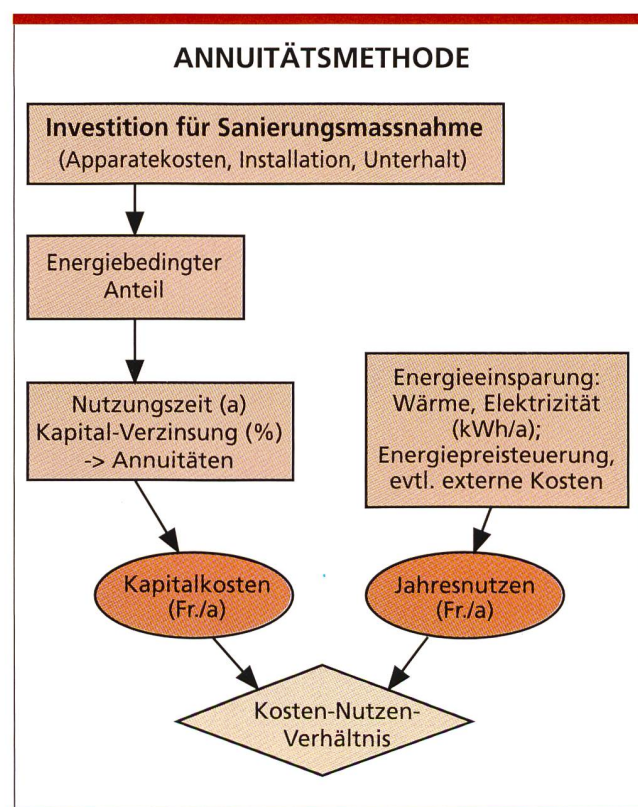 ANNUITÄTSMETHODE
Investition für Sanierungsmassnahme
(Apparatekosten, Installation, Unterhalt)
Energiebedingter
Anteil
Nutzungszeit (a)
Kapital-Verzinsung (%)
-> Annuitäten
Energieeinsparung:
Wärme, Elektrizität
(kWh/a);
Energiepreisteuerung,
evtl. externe Kosten
Kapitalkosten
(Fr./a)
Jahresnutzen
(Fr./a)
Kosten-Nutzen-
Verhältnis